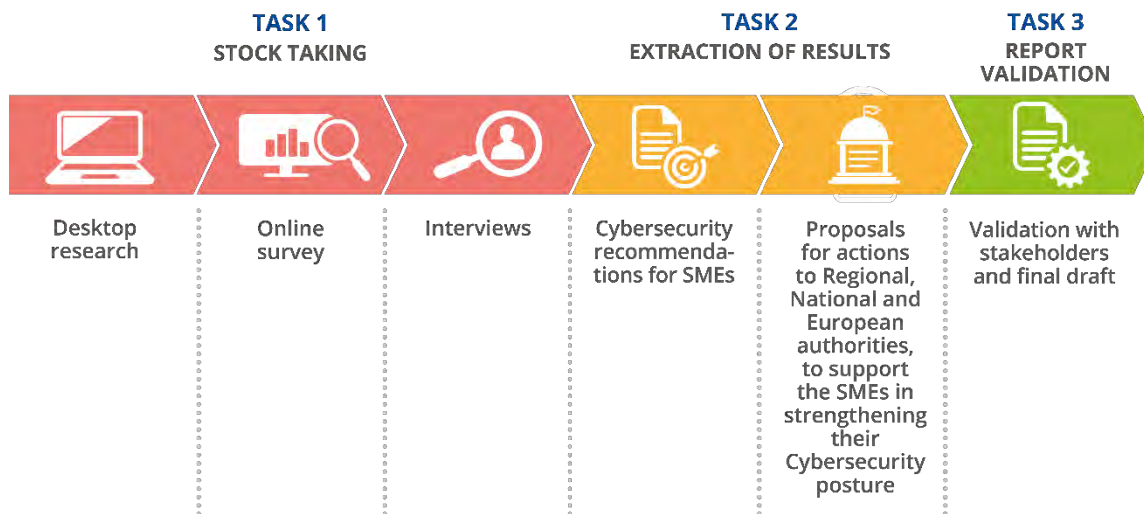 TASK 1
STOCK TAKING
TASK 2
EXTRACTION OF RESULTS
TASK 3
REPORT
VALIDATION
Desktop
research
Online
survey
Interviews
Cybersecurity
recommenda-
tions for SMEs
Proposals
for actions
to Regional,
National and
European
authorities,
to support
the SMEs in
strengthening
their
Cybersecurity
posture
Validation with
stakeholders
and final draft